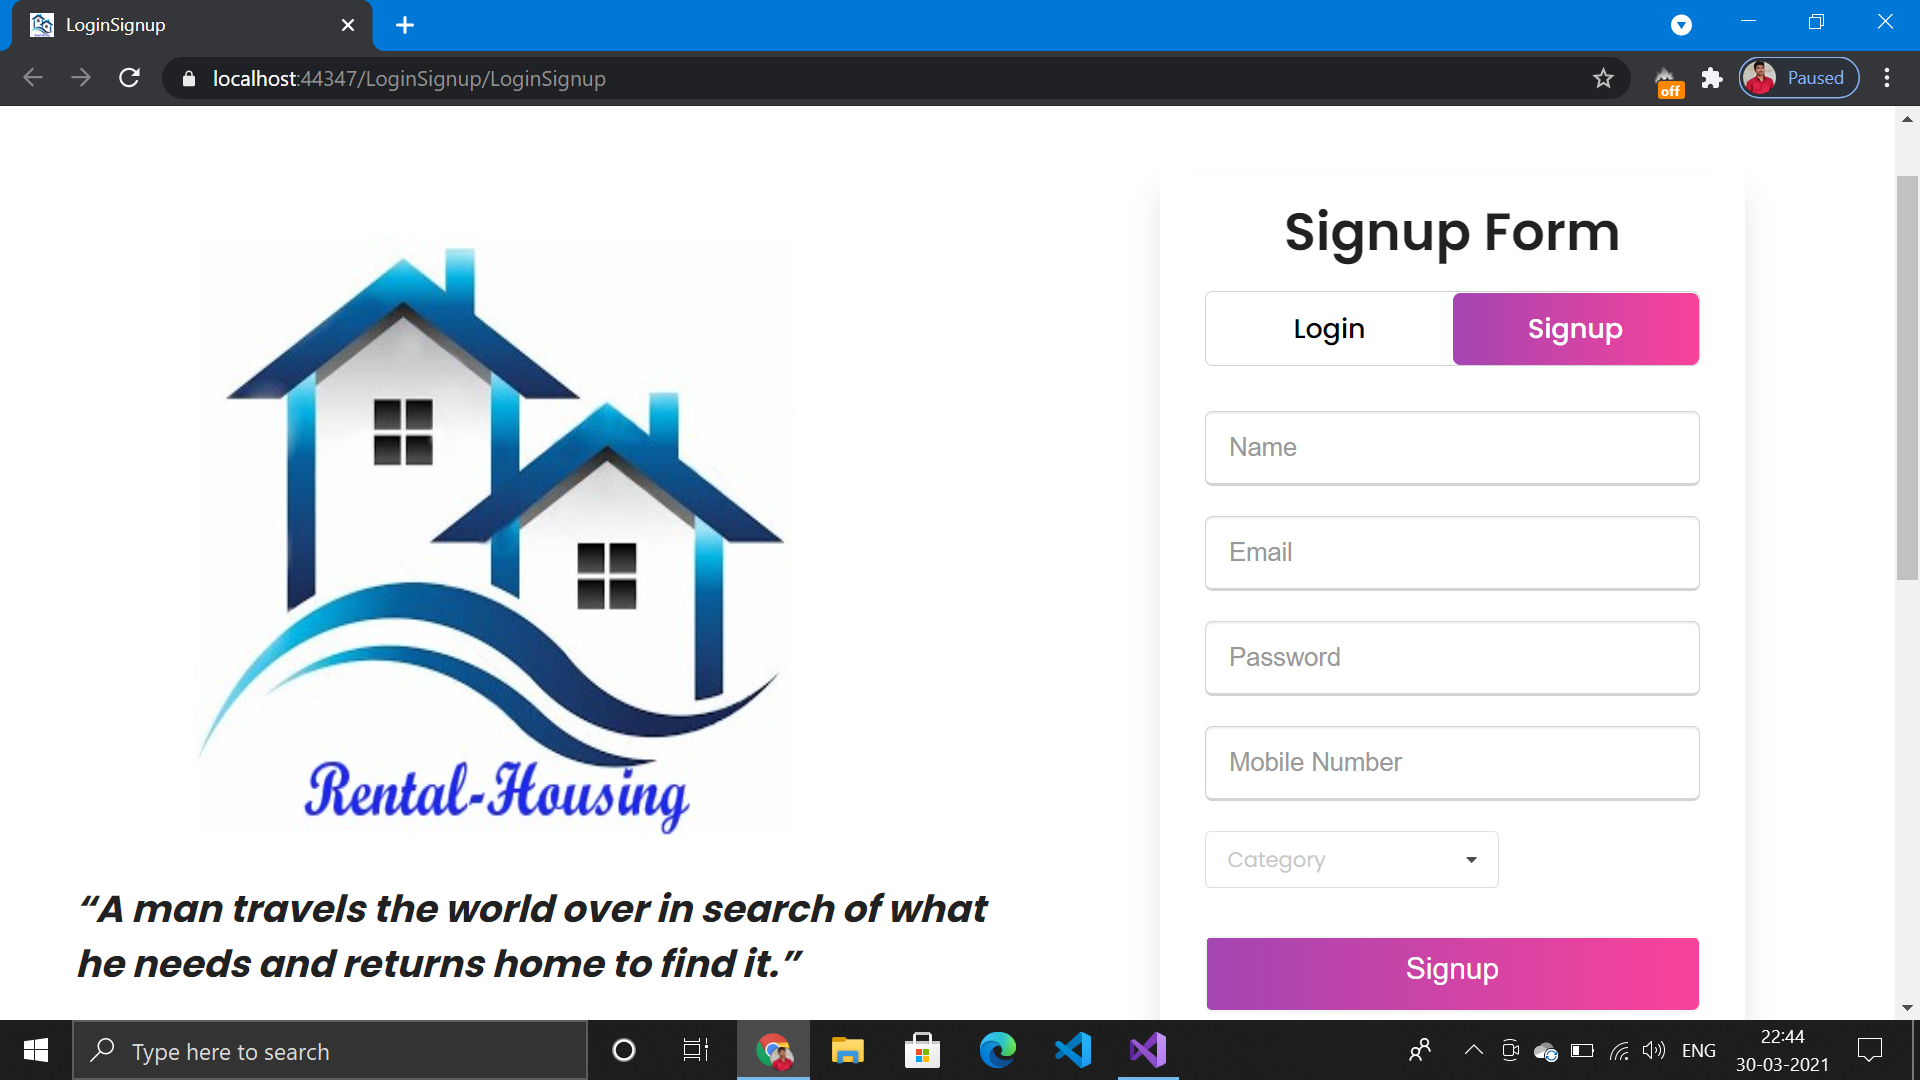 LoginSignup
localhost:44347/LoginSignup/LoginSignup
off
Paused
Rental-Housing
“A man travels the world over in search of what
he needs and returns home to find it.”
Signup Form
Login
Signup
Name
Email
Password
Mobile Number
Category
Signup
Type here to search
ENG
22:44
30-03-2021